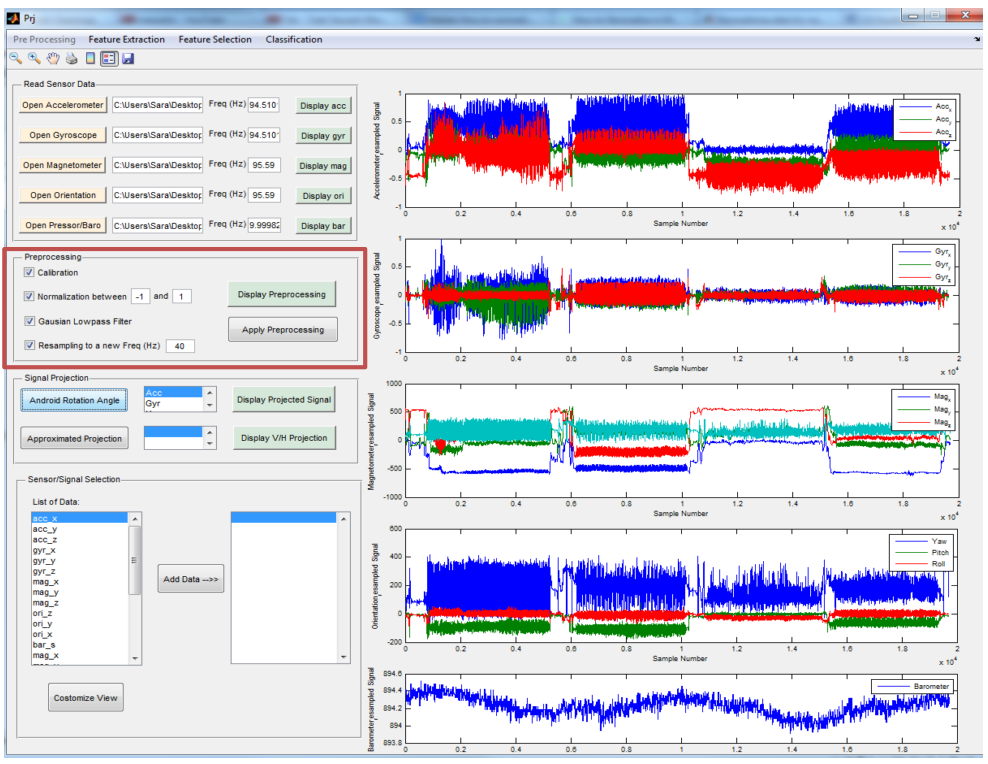 Prj
Pre Processing Feature Extraction Feature Selection Classification
Read Sensor Data
Open Accelerometer C:\Users\Sara\Desktop Freq (Hz) 94.510 Display acc
Open Gyroscope C:\Users\Sara\Desktop Freq (Hz) 94.510 Display gyr
Open Magnetometer C:\Users\Sara\Desktop Freq (Hz) 95.59 Display mag
Open Orientation C:\Users\Sara\Desktop Freq (Hz) 95.59 Display ori
Open Pressor/Baro C:\Users\Sara\Desktop Freq (Hz) 9.99982 Display bar
Preprocessing
Calibration
Normalization between -1 and 1
Display Preprocessing
Gausian Lowpass Filter
Apply Preprocessing
Resampling to a new Freq (Hz) 40
Signal Projection
Android Rotation Angle
Acc
Gyr
Display Projected Signal
Approximated Projection
Display V/H Projection
Sensor/Signal Selection
List of Data:
acc_x
acc_y
acc_z
gyr_x
gyr_y
gyr_z
mag_x
mag_y
mag_z
ori_z
ori_y
ori_x
bar_s
mag_x
Add Data -->>
Costomize View
Accelerometer esampled Signal
1
0.5
0
-0.5
-1
0 0.2 0.4 0.6 0.8 1 1.2 1.4 1.6 1.8 2
Sample Number
x 10^4
Acc_x
Acc_y
Acc_z
Gyroscope esampled Signal
1
0.5
0
-0.5
-1
0 0.2 0.4 0.6 0.8 1 1.2 1.4 1.6 1.8 2
Sample Number
x 10^4
Gyr_x
Gyr_y
Gyr_z
Magnetometer esampled Signal
1000
500
0
-500
-1000
0 0.2 0.4 0.6 0.8 1 1.2 1.4 1.6 1.8 2
Sample Number
x 10^4
Mag_x
Mag_y
Mag_z
Orientation esampled Signal
600
400
200
0
-200
0 0.2 0.4 0.6 0.8 1 1.2 1.4 1.6 1.8 2
Sample Number
x 10^4
Yaw
Pitch
Roll
Barometer esampled Signal
894.6
894.4
894.2
894
893.8
0 0.2 0.4 0.6 0.8 1 1.2 1.4 1.6 1.8 2
Barometer